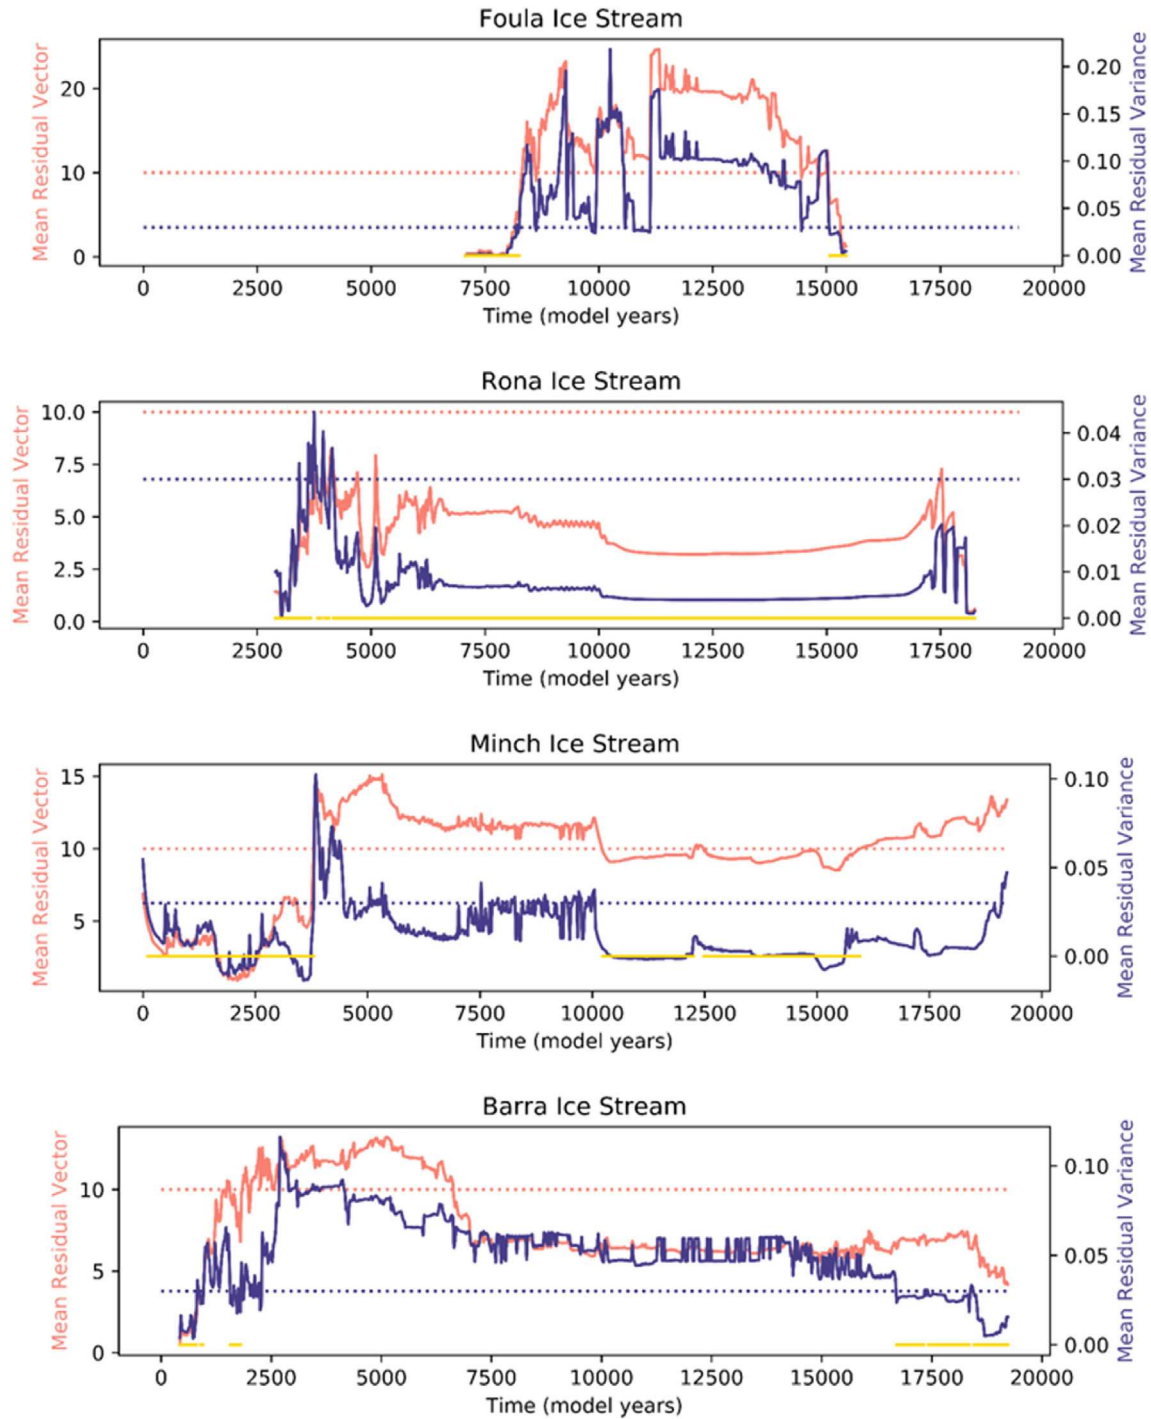 Foula Ice Stream
Mean Residual Vector
20
10
0
0.20
0.15
0.10
0.05
0.00
Mean Residual Variance
0 2500 5000 7500 10000 12500 15000 17500 20000
Time (model years)
Rona Ice Stream
Mean Residual Vector
10.0
7.5
5.0
2.5
0.0
0.04
0.03
0.02
0.01
0.00
Mean Residual Variance
0 2500 5000 7500 10000 12500 15000 17500 20000
Time (model years)
Minch Ice Stream
Mean Residual Vector
15
10
5
0.10
0.05
0.00
Mean Residual Variance
0 2500 5000 7500 10000 12500 15000 17500 20000
Time (model years)
Barra Ice Stream
Mean Residual Vector
10
5
0
0.10
0.05
0.00
Mean Residual Variance
0 2500 5000 7500 10000 12500 15000 17500 20000
Time (model years)